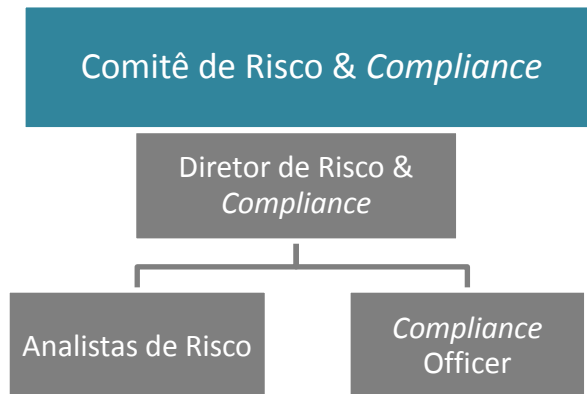 Comitê de Risco & Compliance
Diretor de Risco &
Compliance
Analistas de Risco
Compliance
Officer